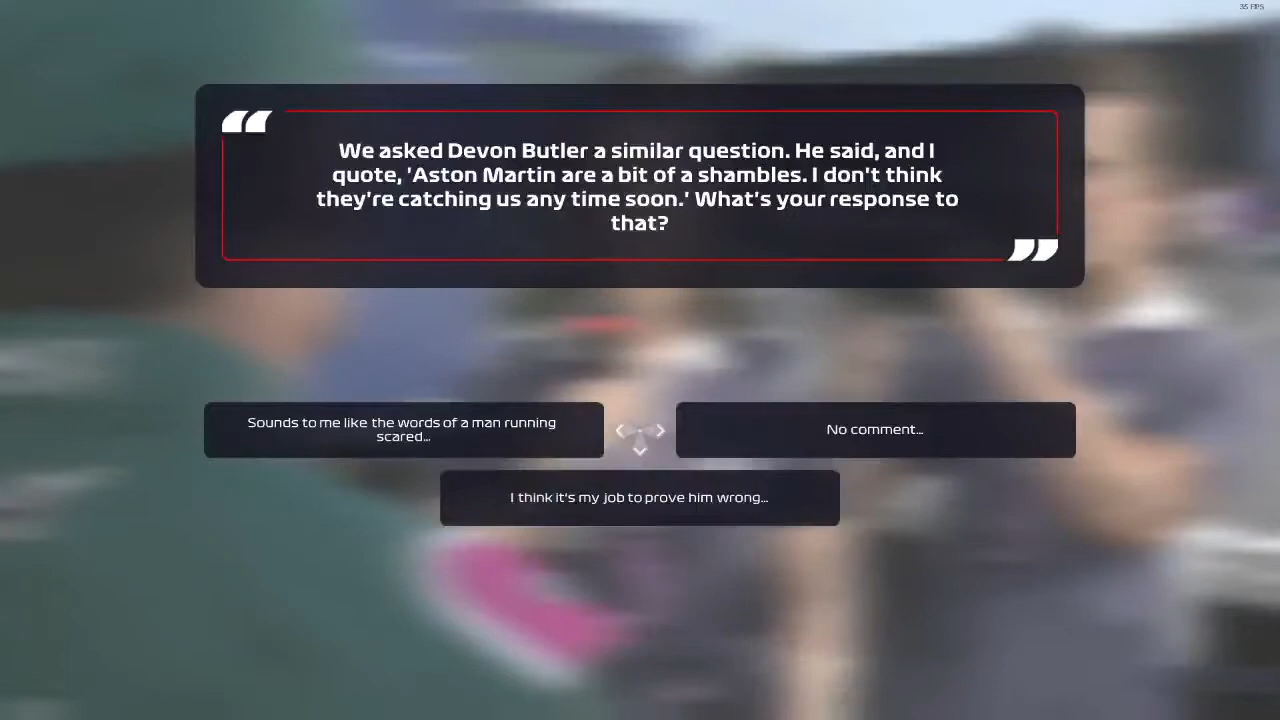 35 FPS
We asked Devon Butler a similar question. He said, and I
quote, 'Aston Martin are a bit of a shambles. I don't think
they're catching us any time soon.' What's your response to
that?
Sounds to me like the words of a man running
scared...
No comment...
I think it's my job to prove him wrong...